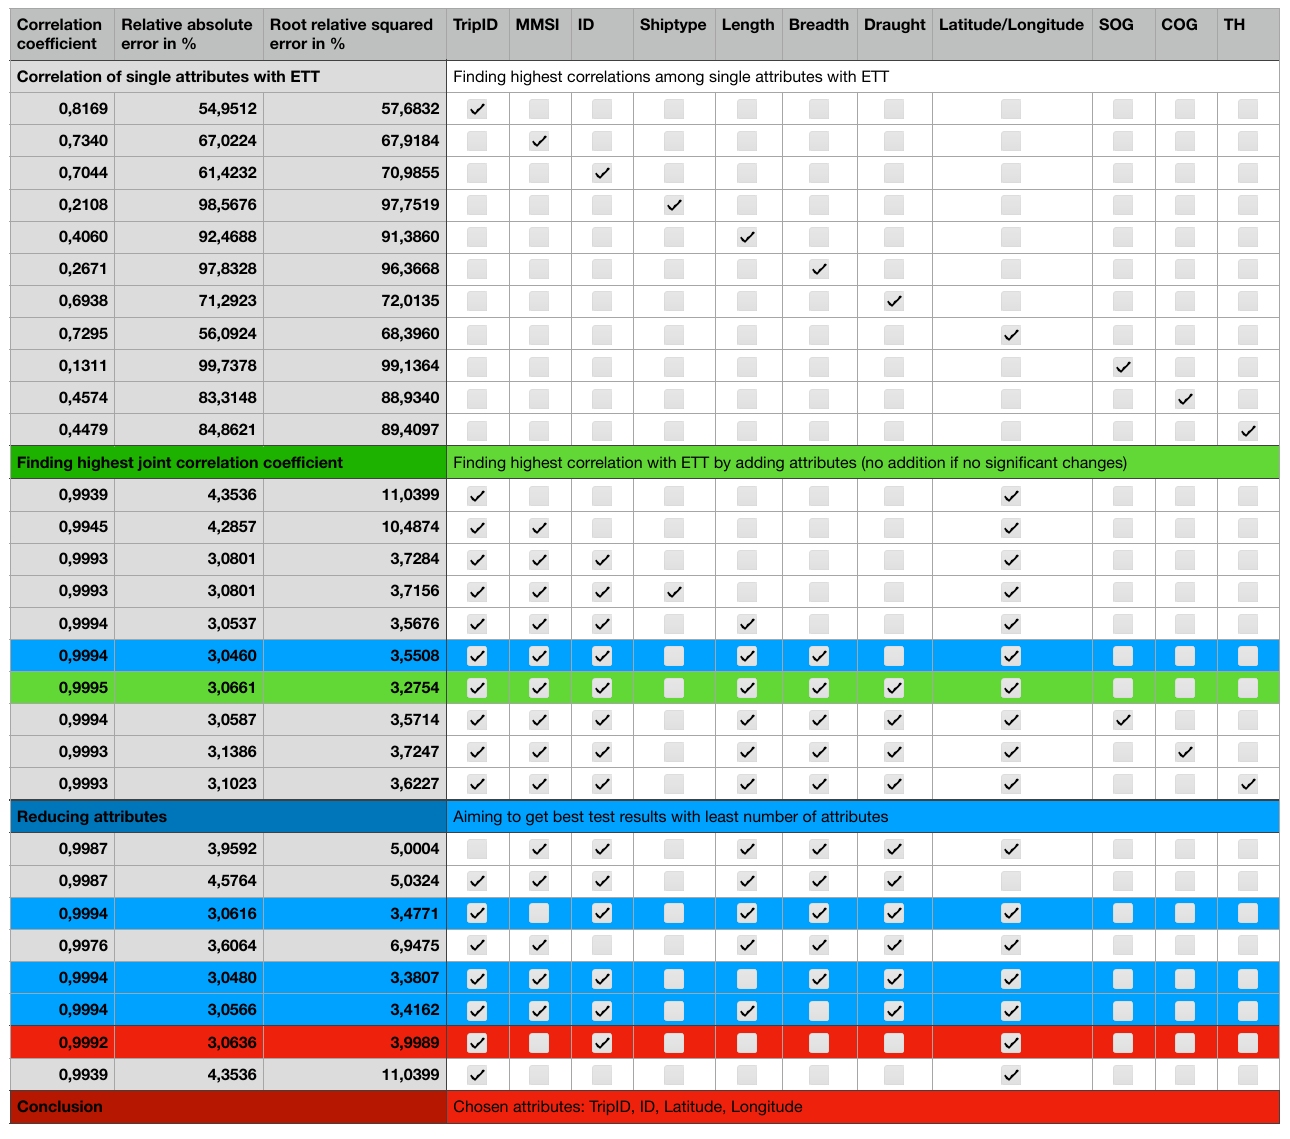 Correlation coefficient Relative absolute error in % Root relative squared error in % TripID MMSI ID Shiptype Length Breadth Draught Latitude/Longitude SOG COG TH
Correlation of single attributes with ETT Finding highest correlations among single attributes with ETT
0,8169 54,9512 57,6832
0,7340 67,0224 67,9184
0,7044 61,4232 70,9855
0,2108 98,5676 97,7519
0,4060 92,4688 91,3860
0,2671 97,8328 96,3668
0,6938 71,2923 72,0135
0,7295 56,0924 68,3960
0,1311 99,7378 99,1364
0,4574 83,3148 88,9340
0,4479 84,8621 89,4097
Finding highest joint correlation coefficient Finding highest correlation with ETT by adding attributes (no addition if no significant changes)
0,9939 4,3536 11,0399
0,9945 4,2857 10,4874
0,9993 3,0801 3,7284
0,9993 3,0801 3,7156
0,9994 3,0537 3,5676
0,9994 3,0460 3,5508
0,9995 3,0661 3,2754
0,9994 3,0587 3,5714
0,9993 3,1386 3,7247
0,9993 3,1023 3,6227
Reducing attributes Aiming to get best test results with least number of attributes
0,9987 3,9592 5,0004
0,9987 4,5764 5,0324
0,9994 3,0616 3,4771
0,9976 3,6064 6,9475
0,9994 3,0480 3,3807
0,9994 3,0566 3,4162
0,9992 3,0636 3,9989
0,9939 4,3536 11,0399
Conclusion Chosen attributes: TripID, ID, Latitude, Longitude